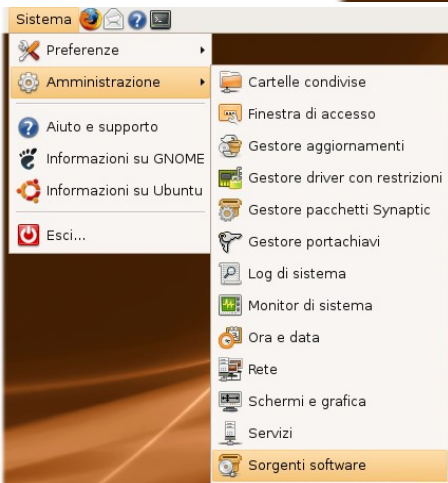 Sistema
Preferenze
Amministrazione
Aiuto e supporto
Informazioni su GNOME
Informazioni su Ubuntu
Esci...
Cartelle condivise
Finestra di accesso
Gestore aggiornamenti
Gestore driver con restrizioni
Gestore pacchetti Synaptic
Gestore portachiavi
Log di sistema
Monitor di sistema
Ora e data
Rete
Schermi e grafica
Servizi
Sorgenti software